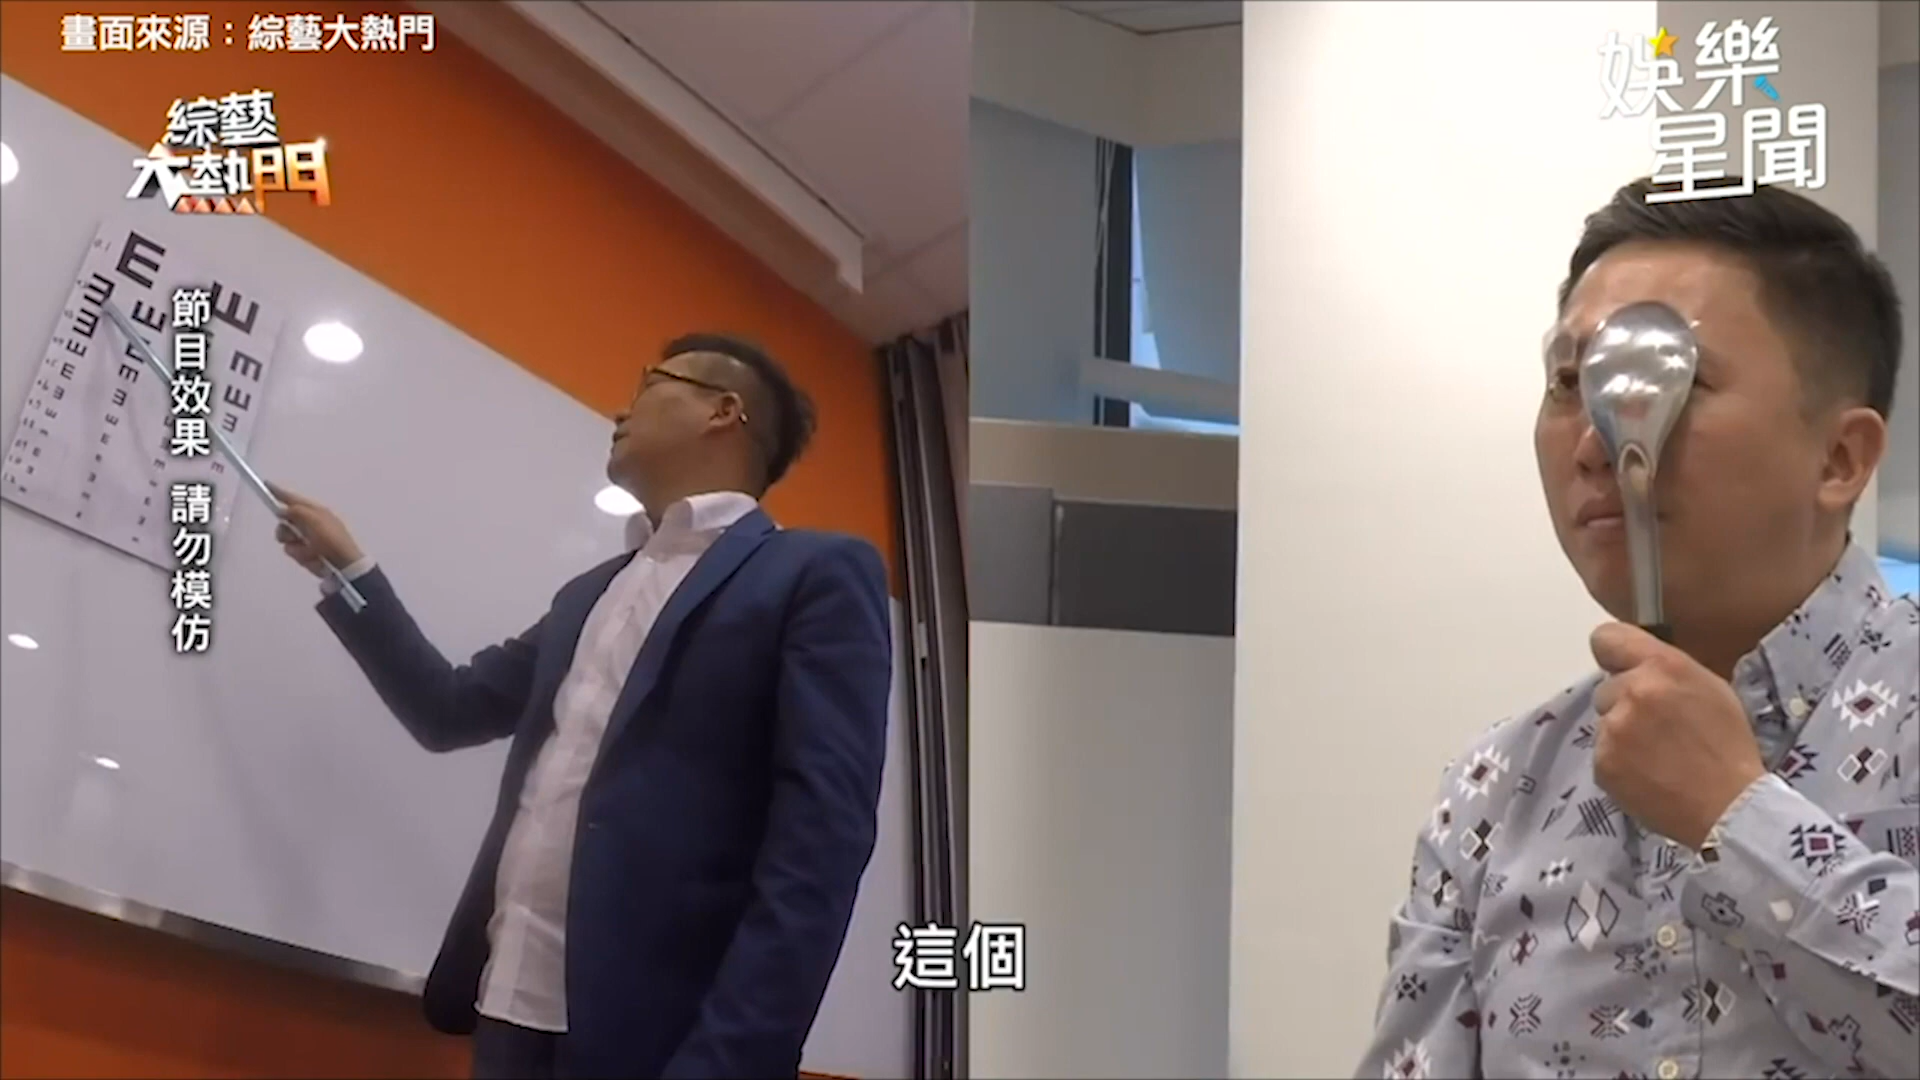 畫面來源：綜藝大熱門
綜藝
大熱門
娛樂
星聞
節目效果 請勿模仿
這個